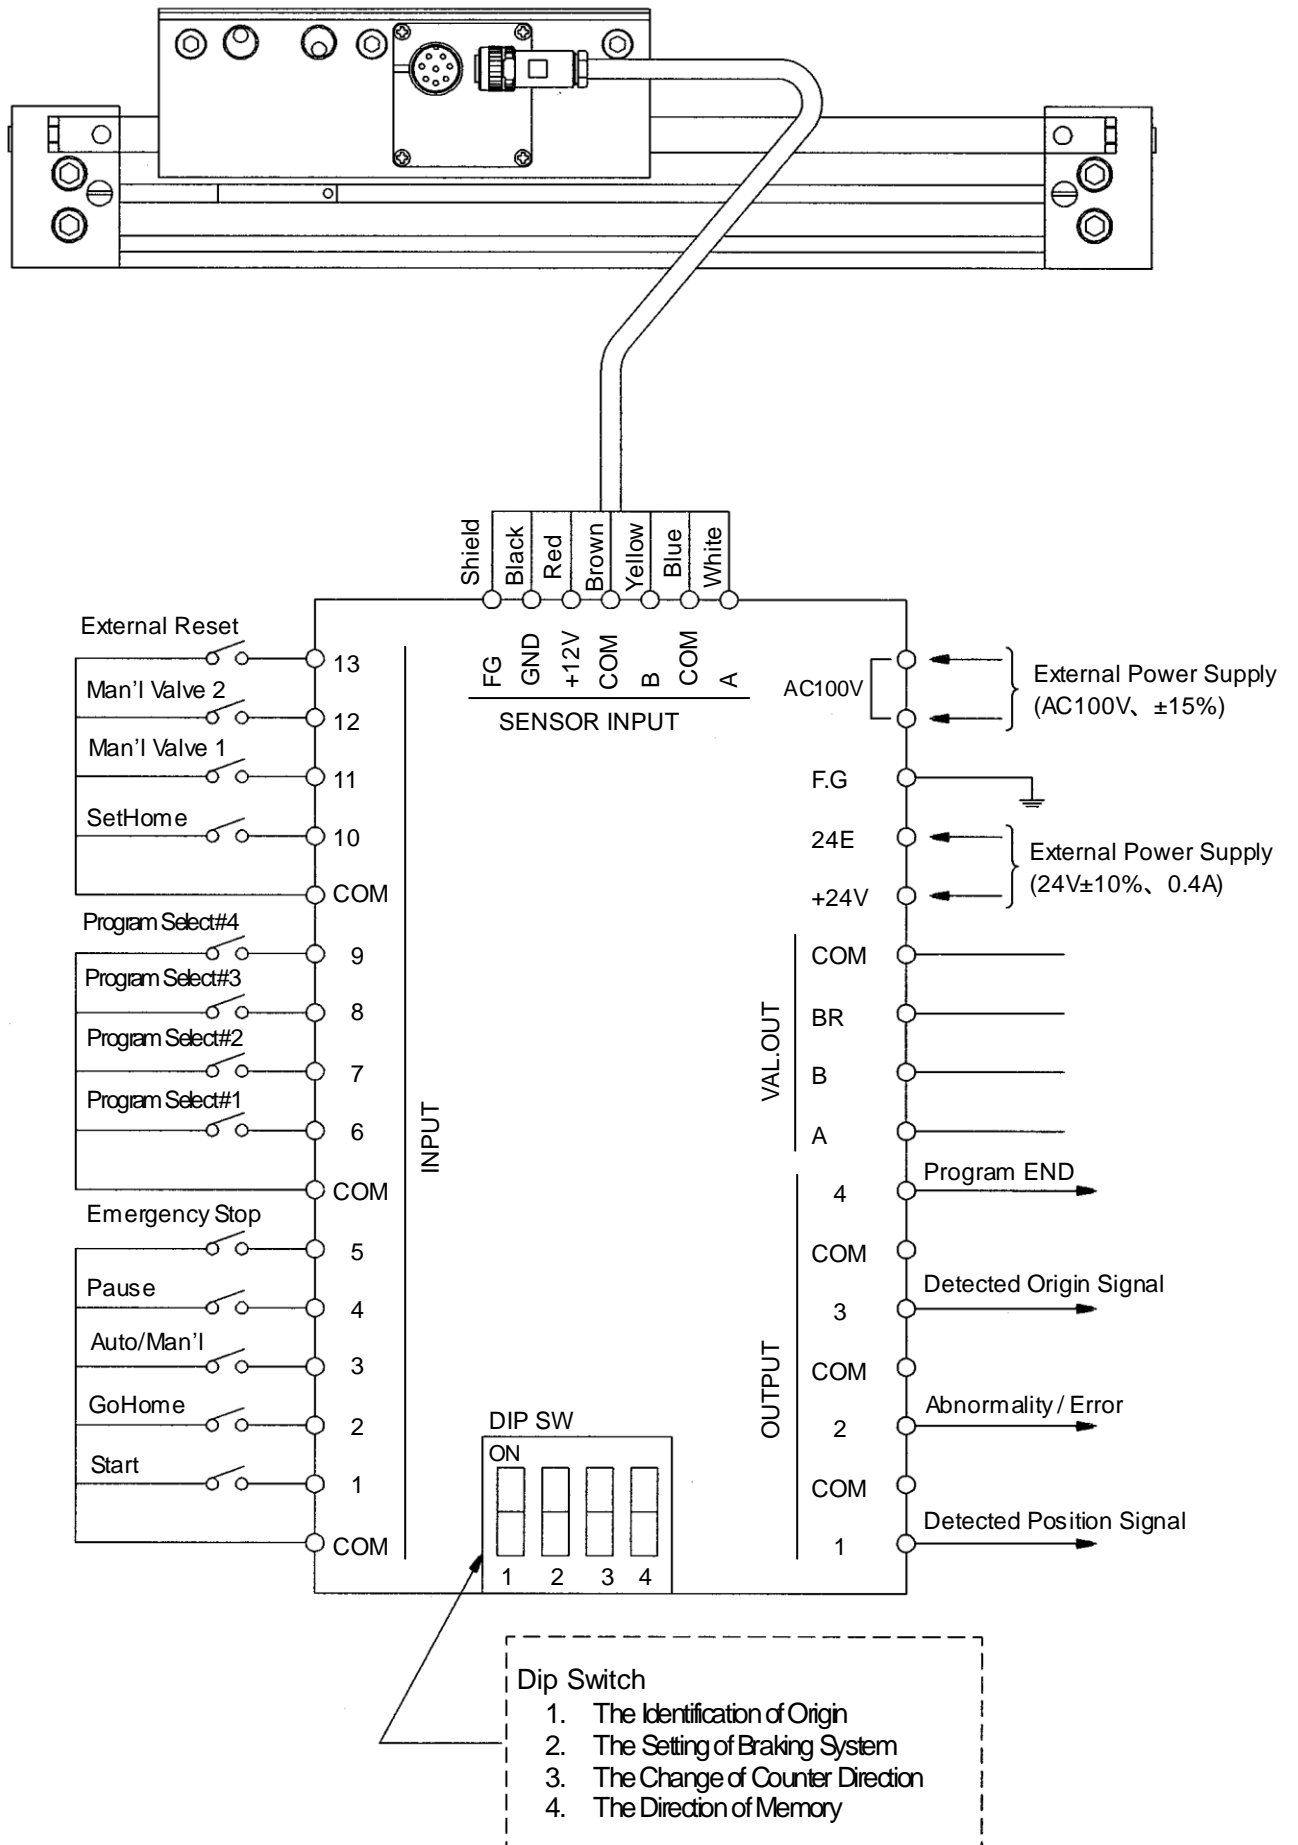 Shield
Black
Red
Brown
Yellow
Blue
White
FG
GND
+12V
COM
B
COM
A
SENSOR INPUT
External Reset
13
Man'l Valve 2
12
Man'l Valve 1
11
SetHome
10
COM
Program Select#4
9
Program Select#3
8
Program Select#2
7
Program Select#1
6
COM
Emergency Stop
5
Pause
4
Auto/Man'l
3
GoHome
2
Start
1
COM
INPUT
AC100V
External Power Supply
(AC100V、±15%)
F.G
24E
+24V
External Power Supply
(24V±10%、0.4A)
COM
BR
B
A
VAL.OUT
4
Program END
COM
3
Detected Origin Signal
COM
2
Abnormality / Error
COM
1
Detected Position Signal
OUTPUT
DIP SW
ON
1 2 3 4
Dip Switch
1. The Identification of Origin
2. The Setting of Braking System
3. The Change of Counter Direction
4. The Direction of Memory